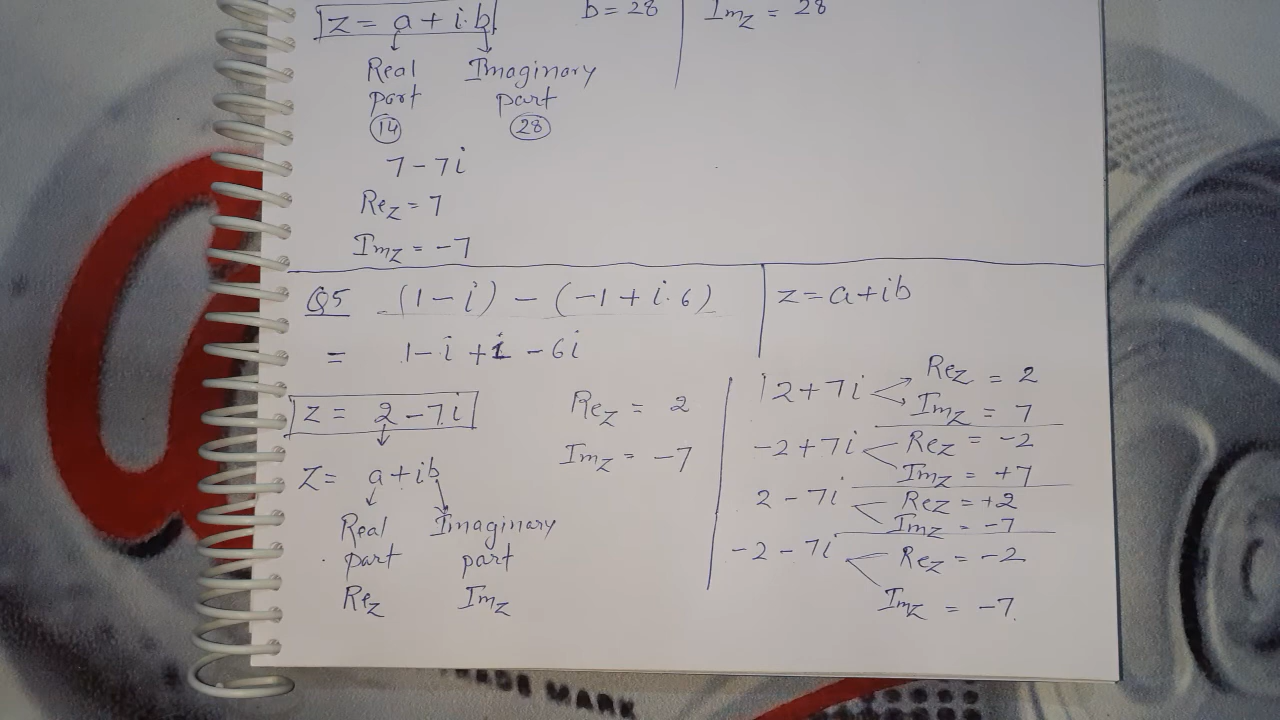 z = a + i.b
b = 28
Imz = 28
Real part
Imaginary part
14
28
7 - 7i
Rez = 7
Imz = -7
Q5 (1 - i) - (-1 + i.6)
z = a + ib
= 1 - i + 1 - 6i
z = 2 - 7i
Rez = 2
Imz = -7
z = a + ib
Real part Rez
Imaginary part Imz
2 + 7i
Rez = 2
Imz = 7
-2 + 7i
Rez = -2
Imz = +7
2 - 7i
Rez = +2
Imz = -7
-2 - 7i
Rez = -2
Imz = -7.
TRADE MARK